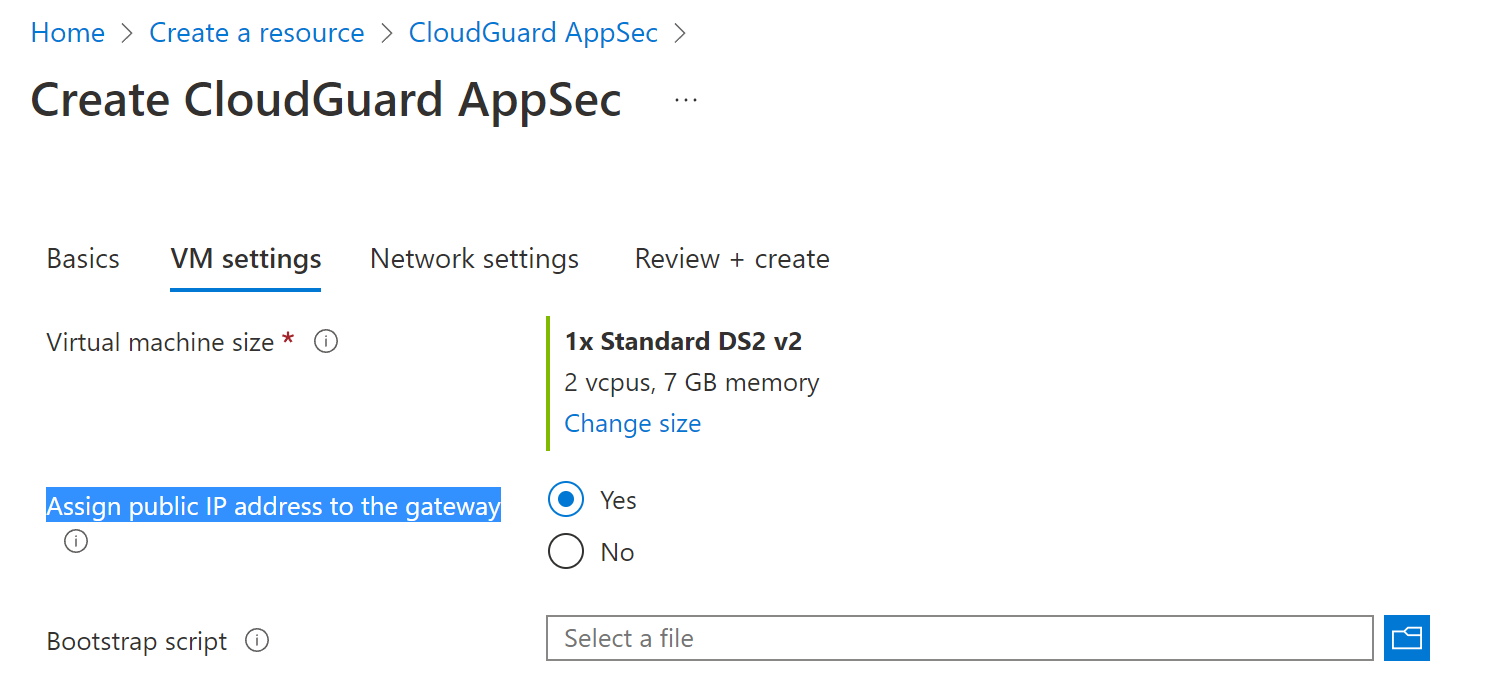 Home > Create a resource > CloudGuard AppSec >
Create CloudGuard AppSec ...
Basics VM settings Network settings Review + create
Virtual machine size * 1x Standard DS2 v2
2 vcpus, 7 GB memory
Change size
Assign public IP address to the gateway Yes
No
Bootstrap script Select a file